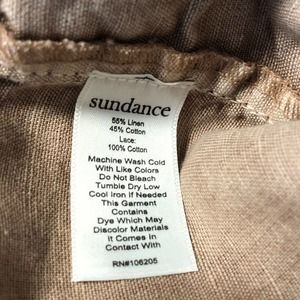 sundance
55% Linen
45% Cotton
Lace:
100% Cotton
Machine Wash Cold
With Like Colors
Do Not Bleach
Tumble Dry Low
Cool Iron If Needed
This Garment
Contains
Dye Which May
Discolor Materials
It Comes In
Contact With
RN#106205